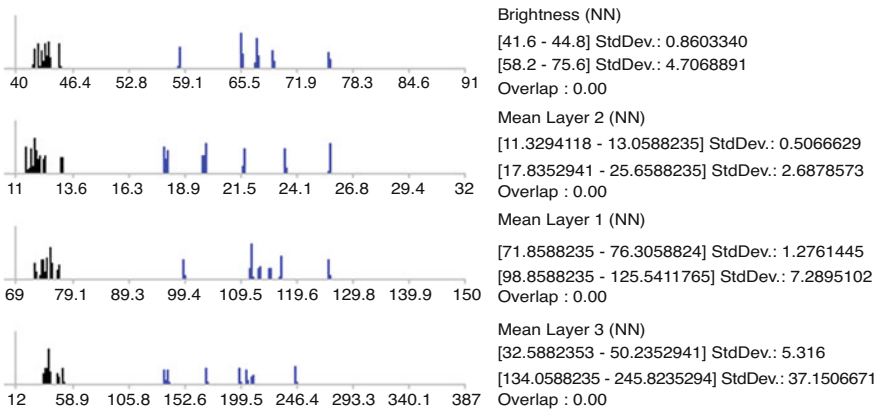 Brightness (NN)
[41.6 - 44.8] StdDev.: 0.8603340
[58.2 - 75.6] StdDev.: 4.7068891
Overlap : 0.00
40 46.4 52.8 59.1 65.5 71.9 78.3 84.6 91
Mean Layer 2 (NN)
[11.3294118 - 13.0588235] StdDev.: 0.5066629
[17.8352941 - 25.6588235] StdDev.: 2.6878573
Overlap : 0.00
11 13.6 16.3 18.9 21.5 24.1 26.8 29.4 32
Mean Layer 1 (NN)
[71.8588235 - 76.3058824] StdDev.: 1.2761445
[98.8588235 - 125.5411765] StdDev.: 7.2895102
Overlap : 0.00
69 79.1 89.3 99.4 109.5 119.6 129.8 139.9 150
Mean Layer 3 (NN)
[32.5882353 - 50.2352941] StdDev.: 5.316
[134.0588235 - 245.8235294] StdDev.: 37.1506671
Overlap : 0.00
12 58.9 105.8 152.6 199.5 246.4 293.3 340.1 387